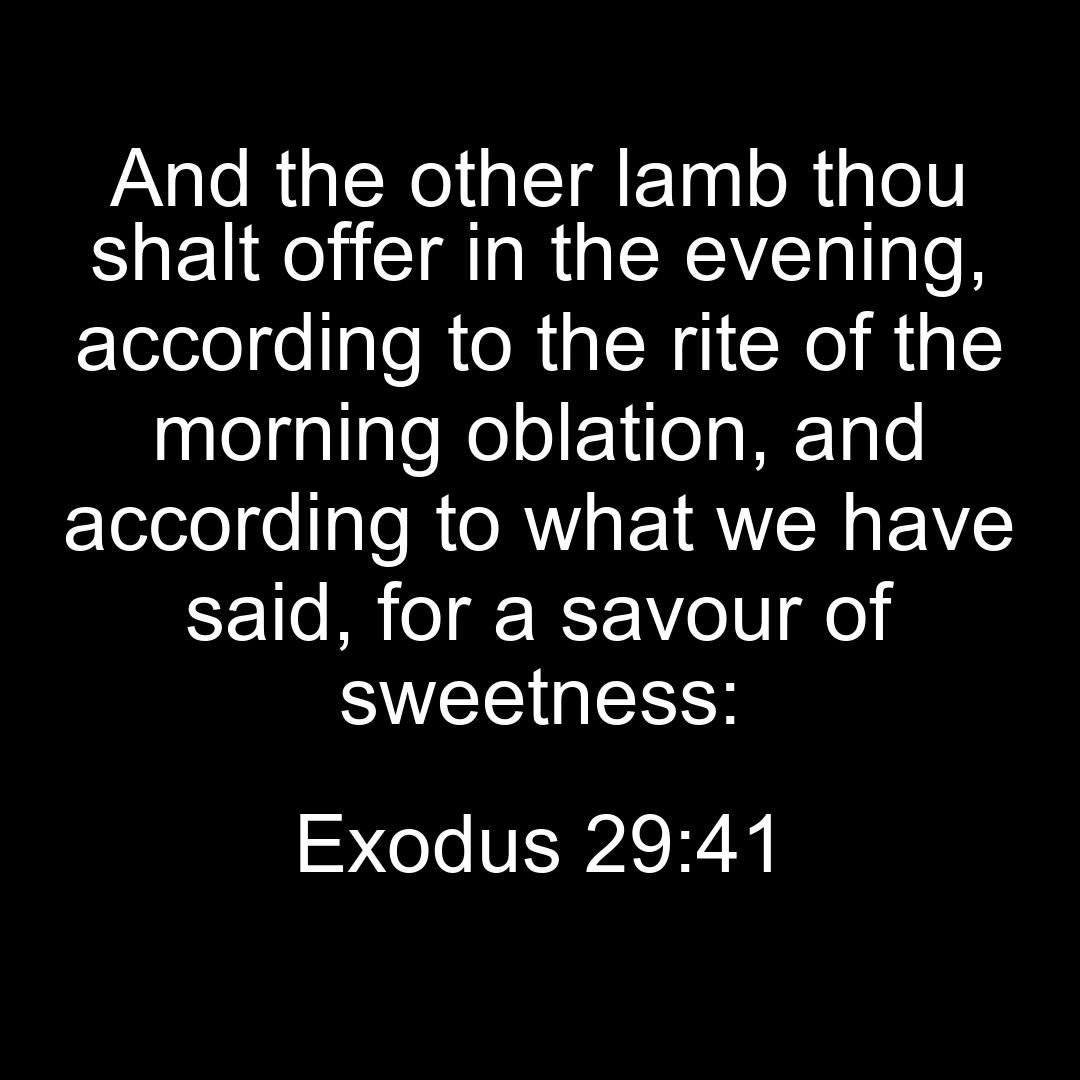 And the other lamb thou
shalt offer in the evening,
according to the rite of the
morning oblation, and
according to what we have
said, for a savour of
sweetness:
Exodus 29:41